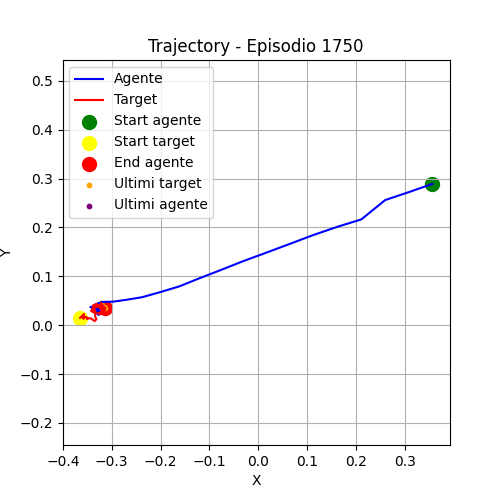 Trajectory - Episodio 1750
Agente
Target
Start agente
Start target
End agente
Ultimi target
Ultimi agente
Y
0.5
0.4
0.3
0.2
0.1
0.0
−0.1
−0.2
−0.4 −0.3 −0.2 −0.1 0.0 0.1 0.2 0.3
X